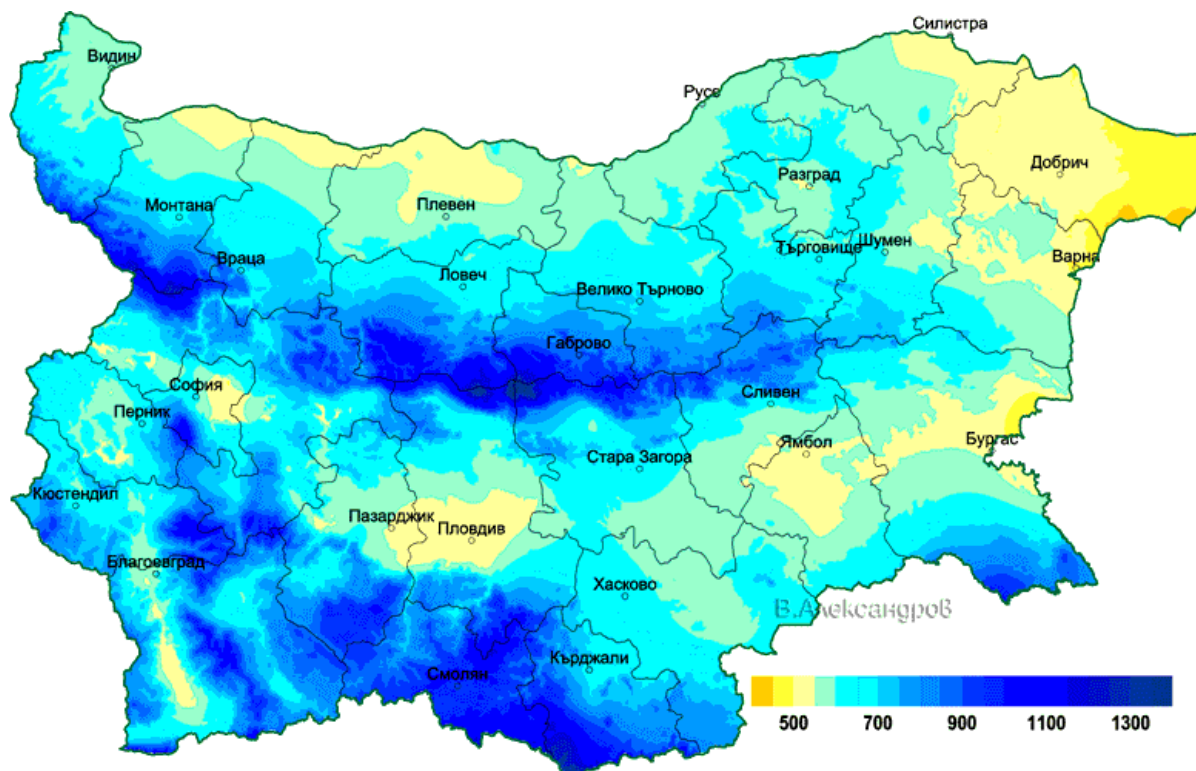 Силистра
Видин
Русе
Добрич
Разград
Монтана
Плевен
Търговище
Шумен
Варна
Враца
Ловеч
Велико Търново
Габрово
София
Сливен
Перник
Ямбол
Бургас
Стара Загора
Кюстендил
Пазарджик
Пловдив
Благоевград
Хасково
В.Александров
Кърджали
Смолян
500 700 900 1100 1300